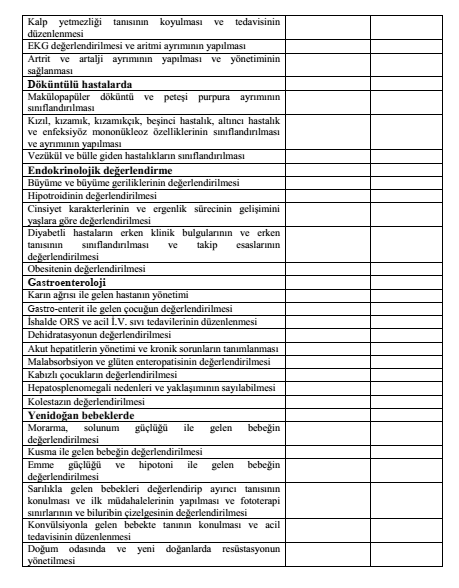 Kalp yetmezliği tanısının koyulması ve tedavisinin
düzenlenmesi
EKG değerlendirilmesi ve aritmi ayrımının yapılması
Artrit ve artalji ayrımının yapılması ve yönetiminin
sağlanması
Döküntülü hastalarda
Makülopapüler döküntü ve peteşi purpura ayrımının
sınıflandırılması
Kızıl, kızamık, kızamıkçık, beşinci hastalık, altıncı hastalık
ve enfeksiyöz mononükleoz özelliklerinin sınıflandırılması
ve ayrımının yapılması
Vezükül ve bülle giden hastalıkların sınıflandırılması
Endokrinolojik değerlendirme
Büyüme ve büyüme geriliklerinin değerlendirilmesi
Hipotroidinin değerlendirilmesi
Cinsiyet karakterlerinin ve ergenlik sürecinin gelişimini
yaşlara göre değerlendirilmesi
Diyabetli hastaların erken klinik bulgularının ve erken
tanısının sınıflandırılması ve takip esaslarının
değerlendirilmesi
Obesitenin değerlendirilmesi
Gastroenteroloji
Karın ağrısı ile gelen hastanın yönetimi
Gastro-enterit ile gelen çocuğun değerlendirilmesi
İshalde ORS ve acil İ.V. sıvı tedavilerinin düzenlenmesi
Dehidratasyonun değerlendirilmesi
Akut hepatitlerin yönetimi ve kronik sorunların tanımlanması
Malabsorbsiyon ve glüten enteropatisinin değerlendirilmesi
Kabızlı çocukların değerlendirilmesi
Hepatosplenomegali nedenleri ve yaklaşımının sayılabilmesi
Kolestazın değerlendirilmesi
Yenidoğan bebeklerde
Morarma, solunum güçlüğü ile gelen bebeğin
değerlendirilmesi
Kusma ile gelen bebeğin değerlendirilmesi
Emme güçlüğü ve hipotoni ile gelen bebeğin
değerlendirilmesi
Sarılıkla gelen bebekleri değerlendirip ayırıcı tanısının
konulması ve ilk müdahalelerinin yapılması ve fototerapi
sınırlarının ve biluribin çizelgesinin değerlendirilmesi
Konvülsiyonla gelen bebekte tanının konulması ve acil
tedavisinin düzenlenmesi
Doğum odasında ve yeni doğanlarda resüstasyonun
yönetilmesi